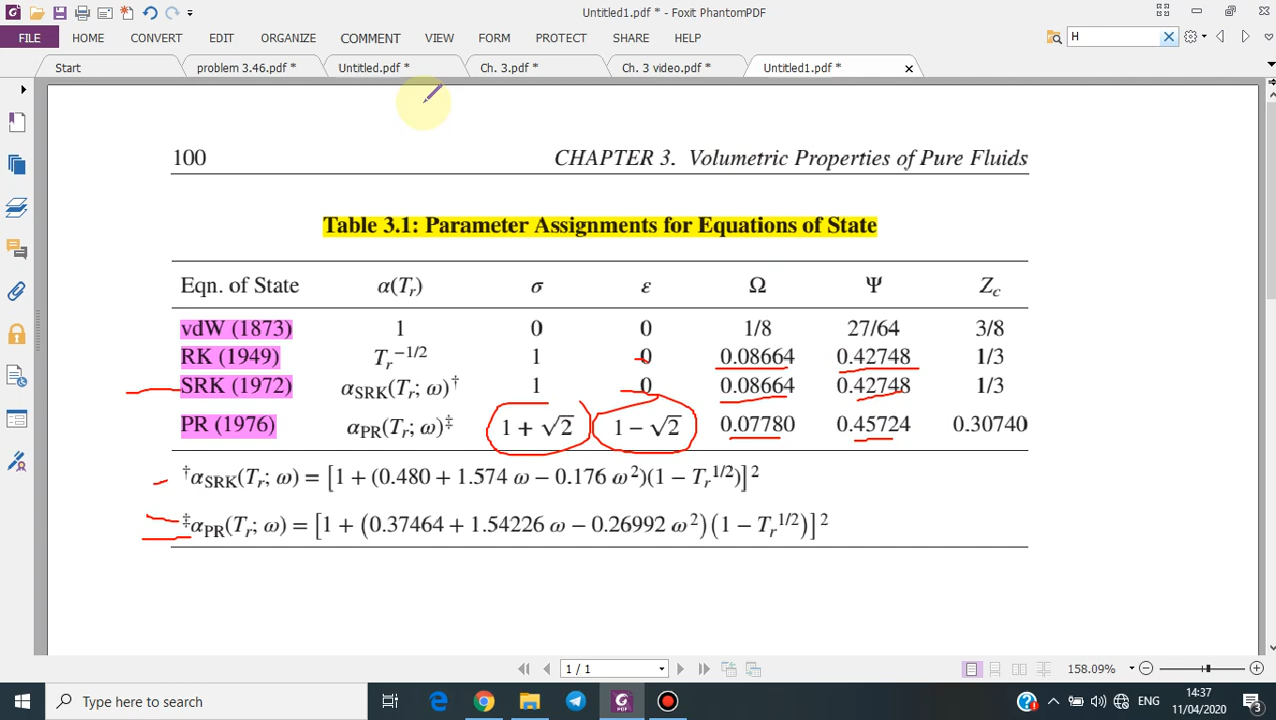 Untitled1.pdf * - Foxit PhantomPDF
FILE HOME CONVERT EDIT ORGANIZE COMMENT VIEW FORM PROTECT SHARE HELP H
Start problem 3.46.pdf * Untitled.pdf * Ch. 3.pdf * Ch. 3 video.pdf * Untitled1.pdf *
100 CHAPTER 3. Volumetric Properties of Pure Fluids
Table 3.1: Parameter Assignments for Equations of State
Eqn. of State α(Tr) σ ε Ω Ψ Zc
vdW (1873) 1 0 0 1/8 27/64 3/8
RK (1949) Tr^−1/2 1 0 0.08664 0.42748 1/3
SRK (1972) αSRK(Tr; ω)† 1 0 0.08664 0.42748 1/3
PR (1976) αPR(Tr; ω)‡ 1 + √2 1 − √2 0.07780 0.45724 0.30740
†αSRK(Tr; ω) = [1 + (0.480 + 1.574 ω − 0.176 ω²)(1 − Tr^1/2)]²
‡αPR(Tr; ω) = [1 + (0.37464 + 1.54226 ω − 0.26992 ω²)(1 − Tr^1/2)]²
1 / 1 158.09%
Type here to search ENG 14:37
11/04/2020 3